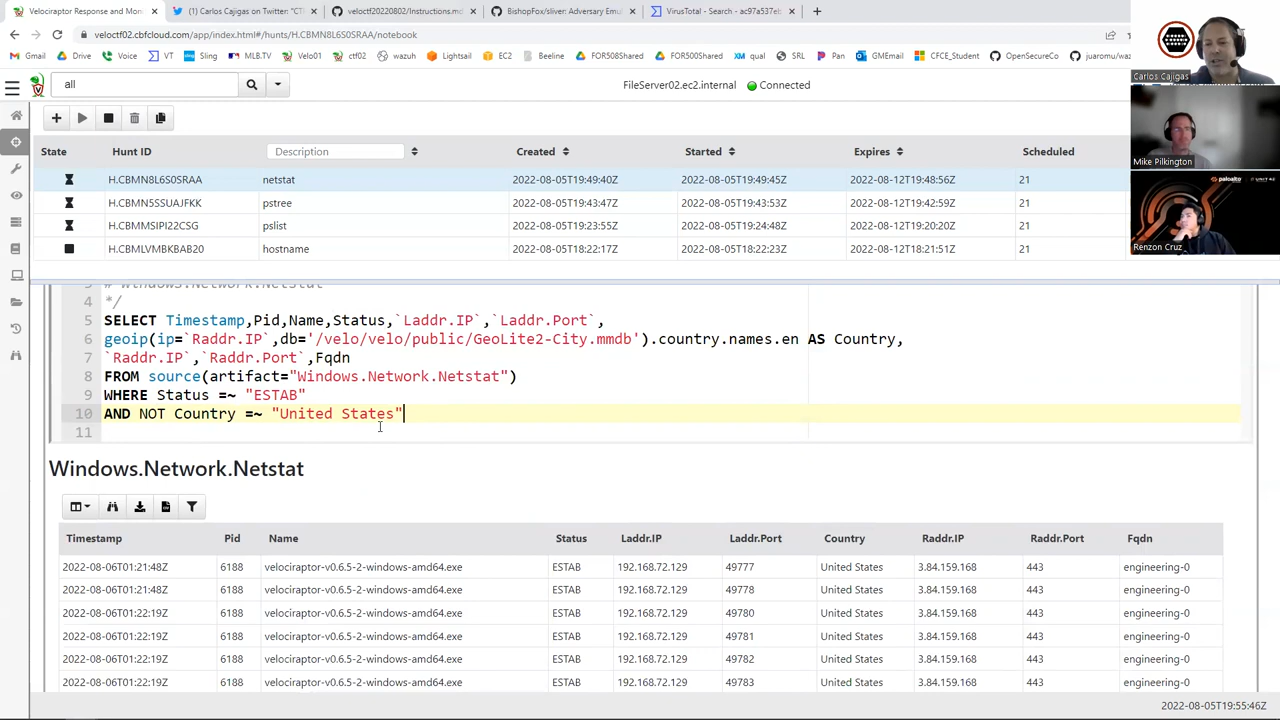 Velociraptor Response and Mon
Carlos Cajigas on Twitter: "CT
veloctf20220802/Instructions.m
BishopFox/sliver: Adversary Emu
VirusTotal - Search - ac97a537eb
veloctf02.cbfcloud.com/app/index.html#/hunts/H.CBMN8L6S0SRAA/notebook
Gmail
Drive
Velo01
VT
Sling
MLB.TV
ctf02
wazuh
Lightsail
EC2
Beeline
FOR508Shared
FOR500Shared
xml
qual
SRL
Pan
GMEmail
CFCE_Student
OpenSecureCo
juaromu/waz
all
FileServer02.ec2.internal
Connected
Carlos Cajigas
Mike Pilkington
paloalto
UNIT 42
Renzon Cruz
State
Hunt ID
Description
Created
Started
Expires
Scheduled
H.CBMN8L6S0SRAA netstat 2022-08-05T19:49:40Z 2022-08-05T19:49:45Z 2022-08-12T19:48:56Z 21
H.CBMN5SSUAJFKK pstree 2022-08-05T19:43:47Z 2022-08-05T19:43:53Z 2022-08-12T19:42:59Z 21
H.CBMMSIPI22CSG pslist 2022-08-05T19:23:55Z 2022-08-05T19:24:48Z 2022-08-12T19:20:20Z 21
H.CBMLVMBKBAB20 hostname 2022-08-05T18:22:17Z 2022-08-05T18:22:23Z 2022-08-12T18:21:51Z 21
3 # Windows.Network.NetStat
4 */
5 SELECT Timestamp,Pid,Name,Status,`Laddr.IP`,`Laddr.Port`,
6 geoip(ip=`Raddr.IP`,db='/velo/velo/public/GeoLite2-City.mmdb').country.names.en AS Country,
7 `Raddr.IP`,`Raddr.Port`,Fqdn
8 FROM source(artifact="Windows.Network.Netstat")
9 WHERE Status =~ "ESTAB"
10 AND NOT Country =~ "United States"
11
Windows.Network.Netstat
Timestamp Pid Name Status Laddr.IP Laddr.Port Country Raddr.IP Raddr.Port Fqdn
2022-08-06T01:21:48Z 6188 velociraptor-v0.6.5-2-windows-amd64.exe ESTAB 192.168.72.129 49777 United States 3.84.159.168 443 engineering-0
2022-08-06T01:21:48Z 6188 velociraptor-v0.6.5-2-windows-amd64.exe ESTAB 192.168.72.129 49778 United States 3.84.159.168 443 engineering-0
2022-08-06T01:22:19Z 6188 velociraptor-v0.6.5-2-windows-amd64.exe ESTAB 192.168.72.129 49780 United States 3.84.159.168 443 engineering-0
2022-08-06T01:22:19Z 6188 velociraptor-v0.6.5-2-windows-amd64.exe ESTAB 192.168.72.129 49781 United States 3.84.159.168 443 engineering-0
2022-08-06T01:22:19Z 6188 velociraptor-v0.6.5-2-windows-amd64.exe ESTAB 192.168.72.129 49782 United States 3.84.159.168 443 engineering-0
2022-08-06T01:22:19Z 6188 velociraptor-v0.6.5-2-windows-amd64.exe ESTAB 192.168.72.129 49783 United States 3.84.159.168 443 engineering-0
2022-08-05T19:55:46Z